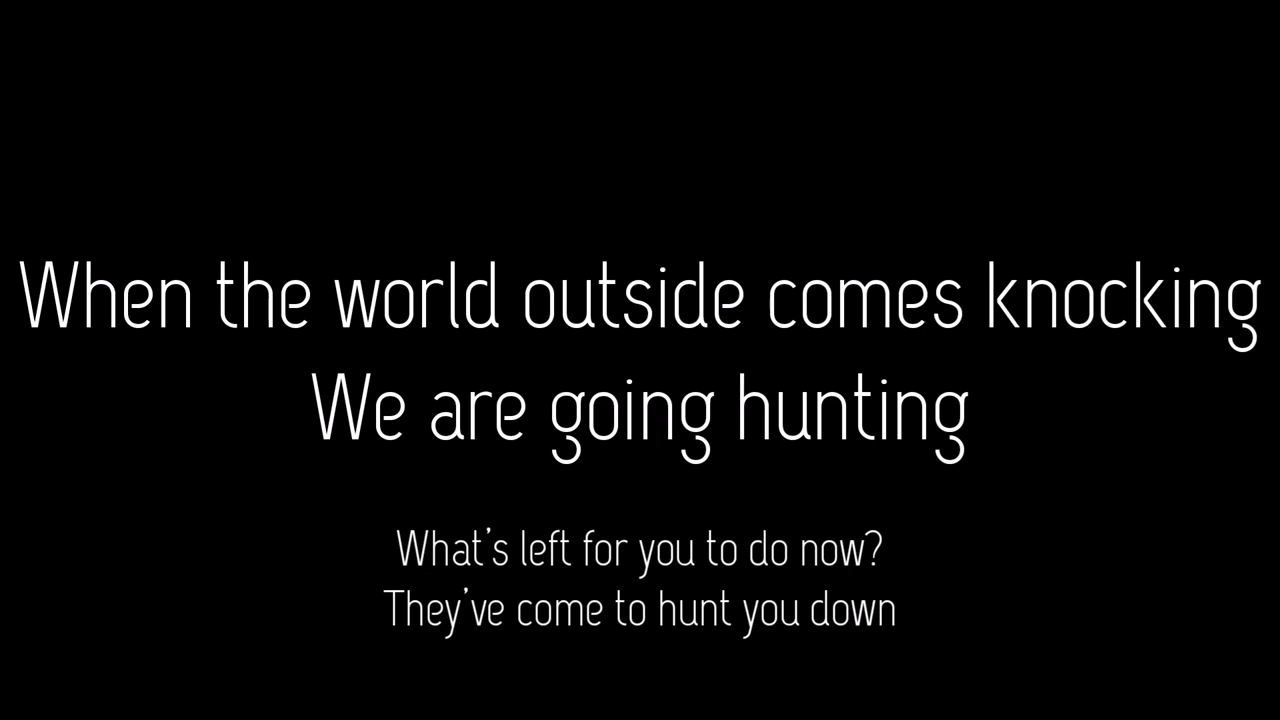 When the world outside comes knocking
We are going hunting
What's left for you to do now?
They've come to hunt you down